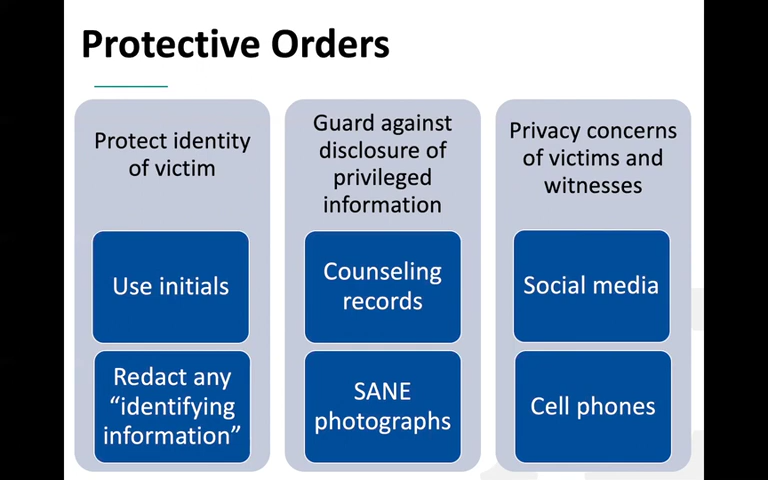 Protective Orders
Protect identity
of victim
Use initials
Redact any
“identifying
information”
Guard against
disclosure of
privileged
information
Counseling
records
SANE
photographs
Privacy concerns
of victims and
witnesses
Social media
Cell phones